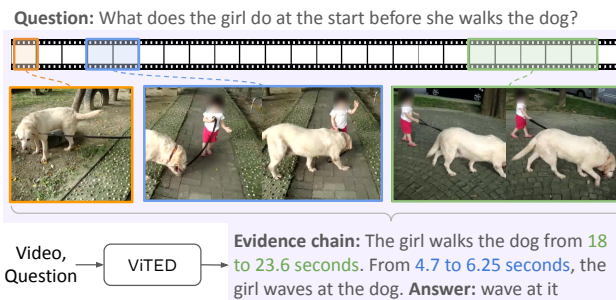 Question: What does the girl do at the start before she walks the dog?
Video,
Question
ViTED
Evidence chain: The girl walks the dog from 18
to 23.6 seconds. From 4.7 to 6.25 seconds, the
girl waves at the dog. Answer: wave at it